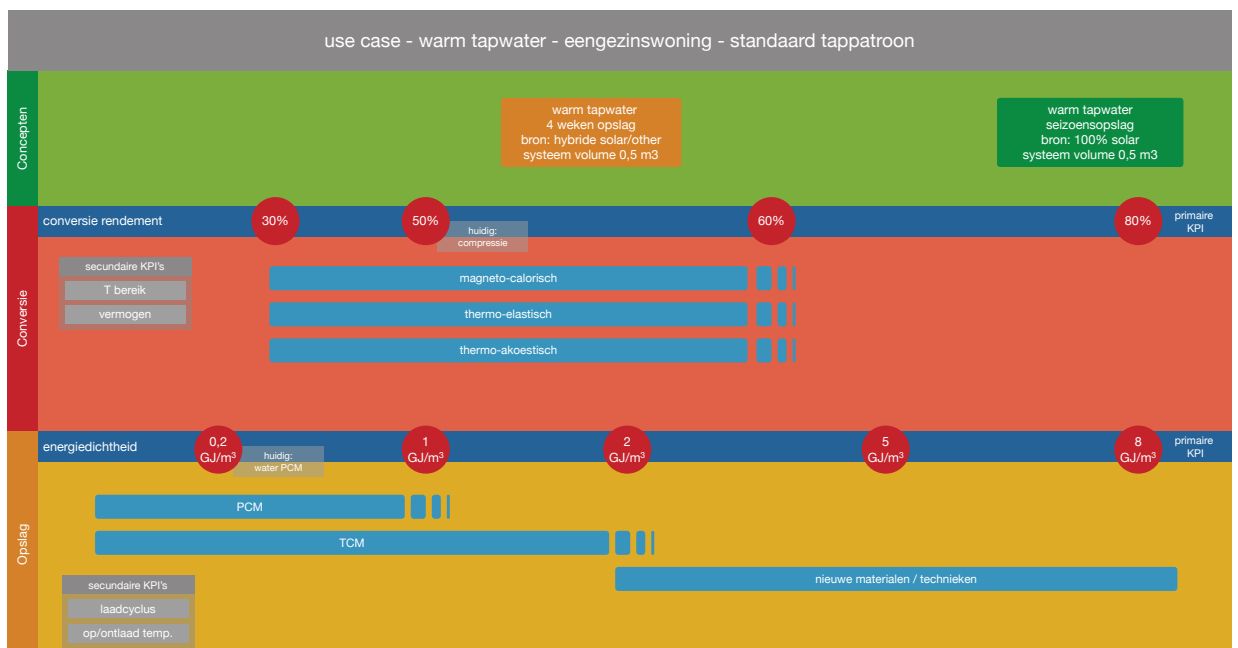 use case - warm tapwater - eengezinswoning - standaard tappatroon
Concepten
warm tapwater
4 weken opslag
bron: hybride solar/other
systeem volume 0,5 m3
warm tapwater
seizoensopslag
bron: 100% solar
systeem volume 0,5 m3
conversie rendement
30%
50%
60%
80%
primaire
KPI
huidig:
compressie
Conversie
secundaire KPI's
T bereik
vermogen
magneto-calorisch
thermo-elastisch
thermo-akoestisch
energiedichtheid
0,2
GJ/m³
1
GJ/m³
2
GJ/m³
5
GJ/m³
8
GJ/m³
primaire
KPI
huidig:
water PCM
Opslag
PCM
TCM
nieuwe materialen / technieken
secundaire KPI's
laadcyclus
op/ontlaad temp.